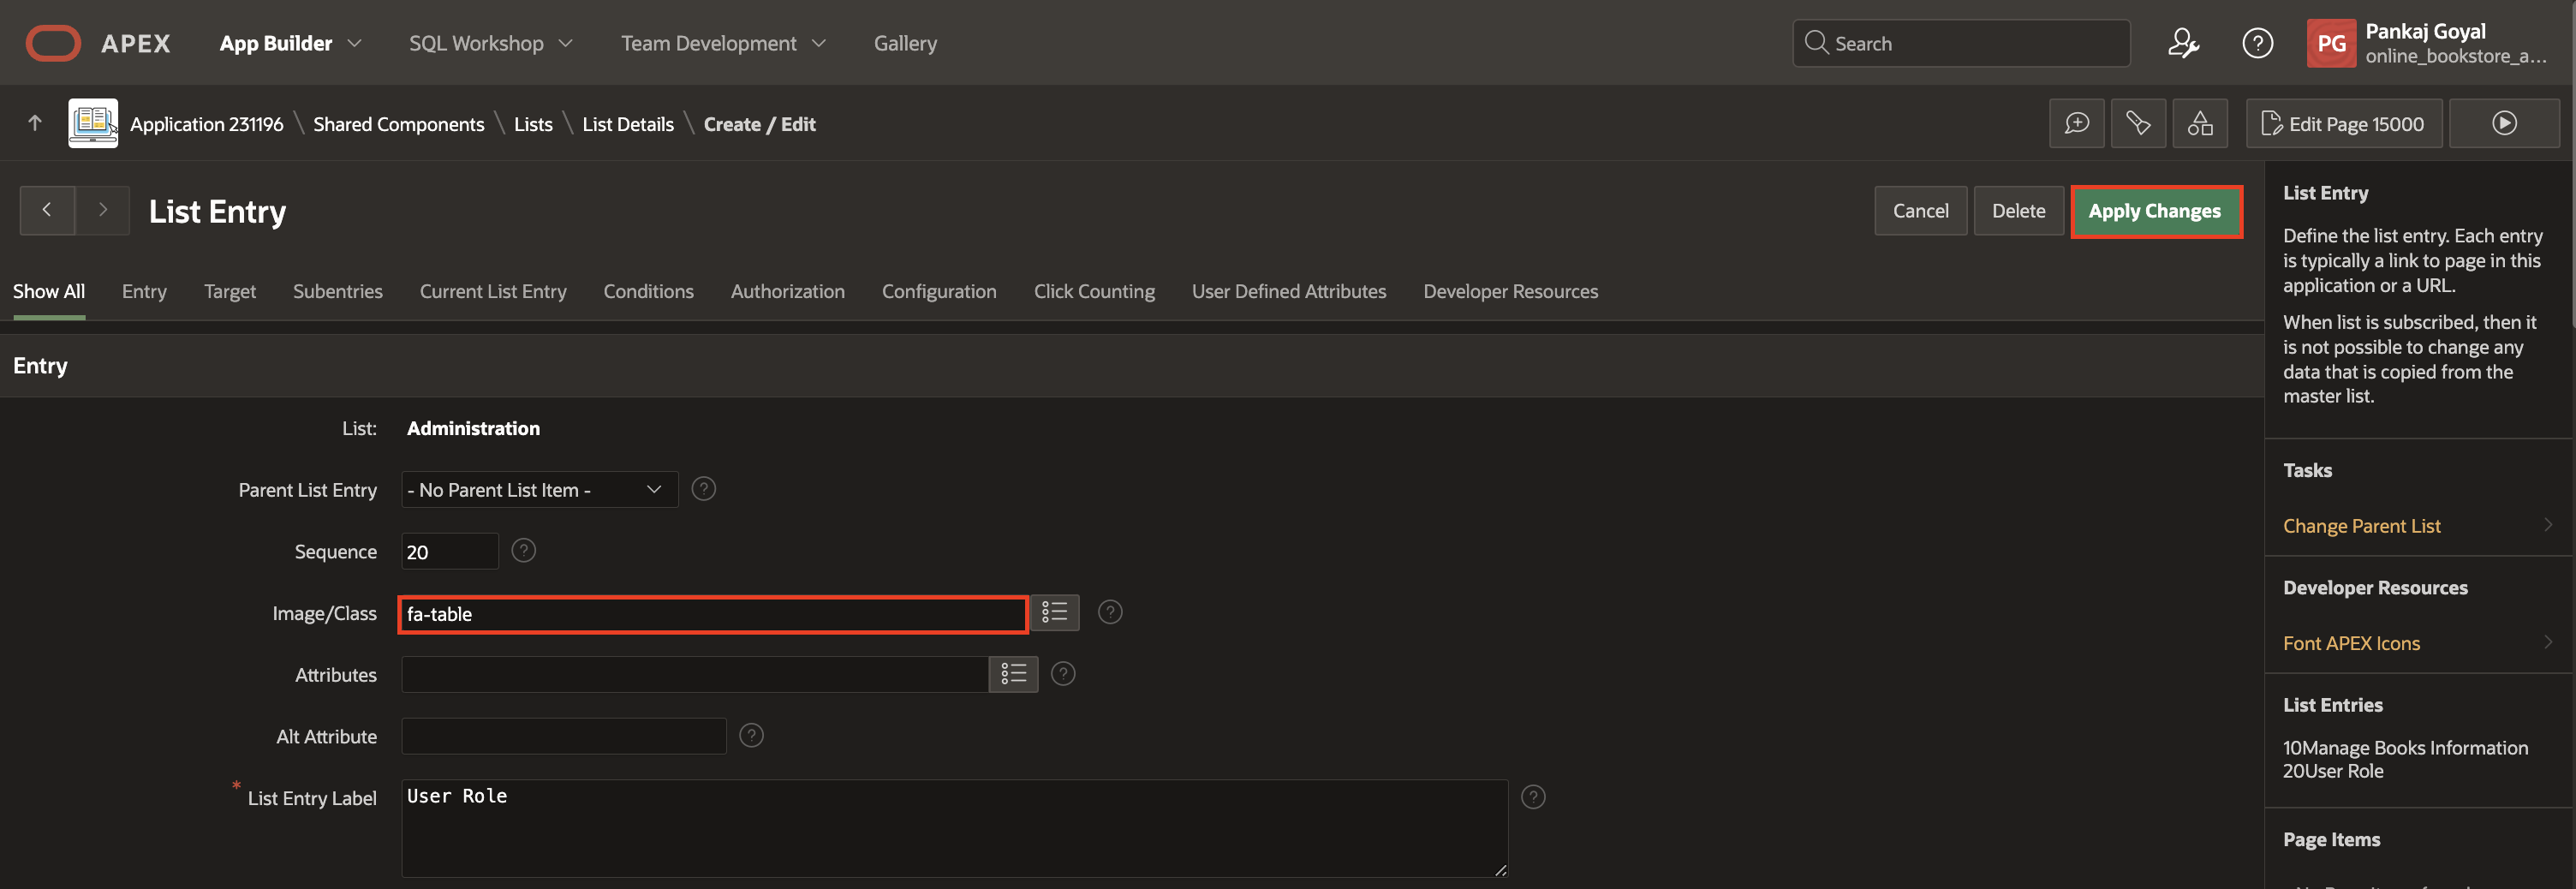 APEX App Builder SQL Workshop Team Development Gallery Search PG Pankaj Goyal
online_bookstore_a...
Application 231196 \ Shared Components \ Lists \ List Details \ Create / Edit Edit Page 15000
List Entry Cancel Delete Apply Changes
Show All Entry Target Subentries Current List Entry Conditions Authorization Configuration Click Counting User Defined Attributes Developer Resources
Entry
List: Administration
Parent List Entry - No Parent List Item -
Sequence 20
Image/Class fa-table
Attributes
Alt Attribute
* List Entry Label User Role
List Entry
Define the list entry. Each entry
is typically a link to page in this
application or a URL.
When list is subscribed, then it
is not possible to change any
data that is copied from the
master list.
Tasks
Change Parent List
Developer Resources
Font APEX Icons
List Entries
10Manage Books Information
20User Role
Page Items